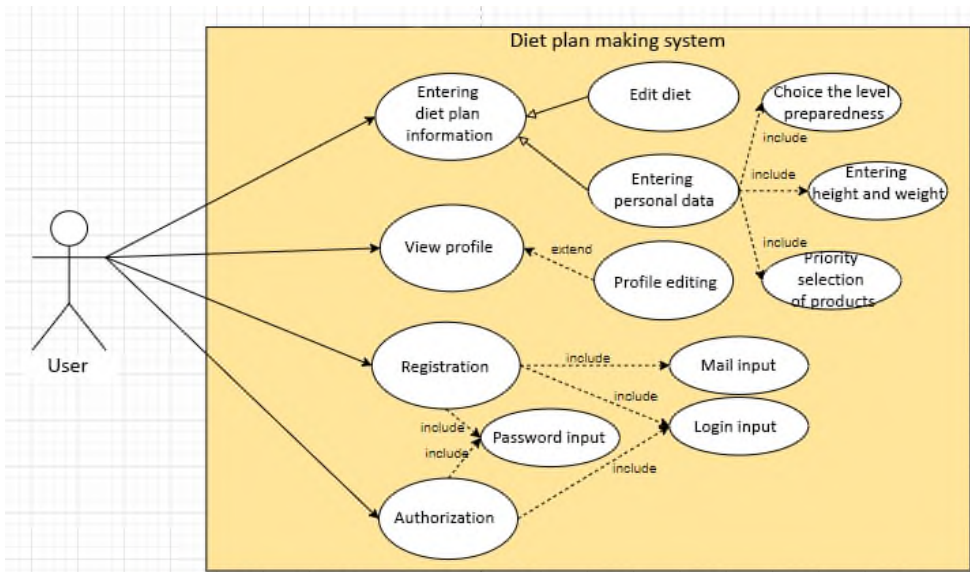 Diet plan making system
Entering
diet plan
information
Edit diet
Choice the level
preparedness
include
Entering
personal data
include
Entering
height and weight
include
Priority
selection
of products
View profile
extend
Profile editing
User
Registration
include
Mail input
include
Login input
include
Password input
include
include
Authorization